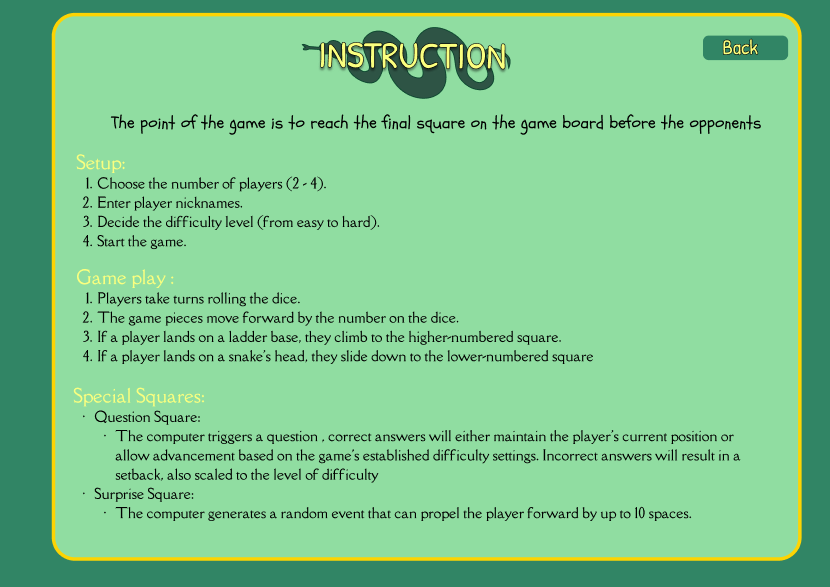 INSTRUCTION
Back
The point of the game is to reach the final square on the game board before the opponents
Setup:
1. Choose the number of players (2 - 4).
2. Enter player nicknames.
3. Decide the difficulty level (from easy to hard).
4. Start the game.
Game play :
1. Players take turns rolling the dice.
2. The game pieces move forward by the number on the dice.
3. If a player lands on a ladder base, they climb to the higher-numbered square.
4. If a player lands on a snake's head, they slide down to the lower-numbered square
Special Squares:
· Question Square:
· The computer triggers a question , correct answers will either maintain the player's current position or
allow advancement based on the game's established difficulty settings. Incorrect answers will result in a
setback, also scaled to the level of difficulty
· Surprise Square:
· The computer generates a random event that can propel the player forward by up to 10 spaces.